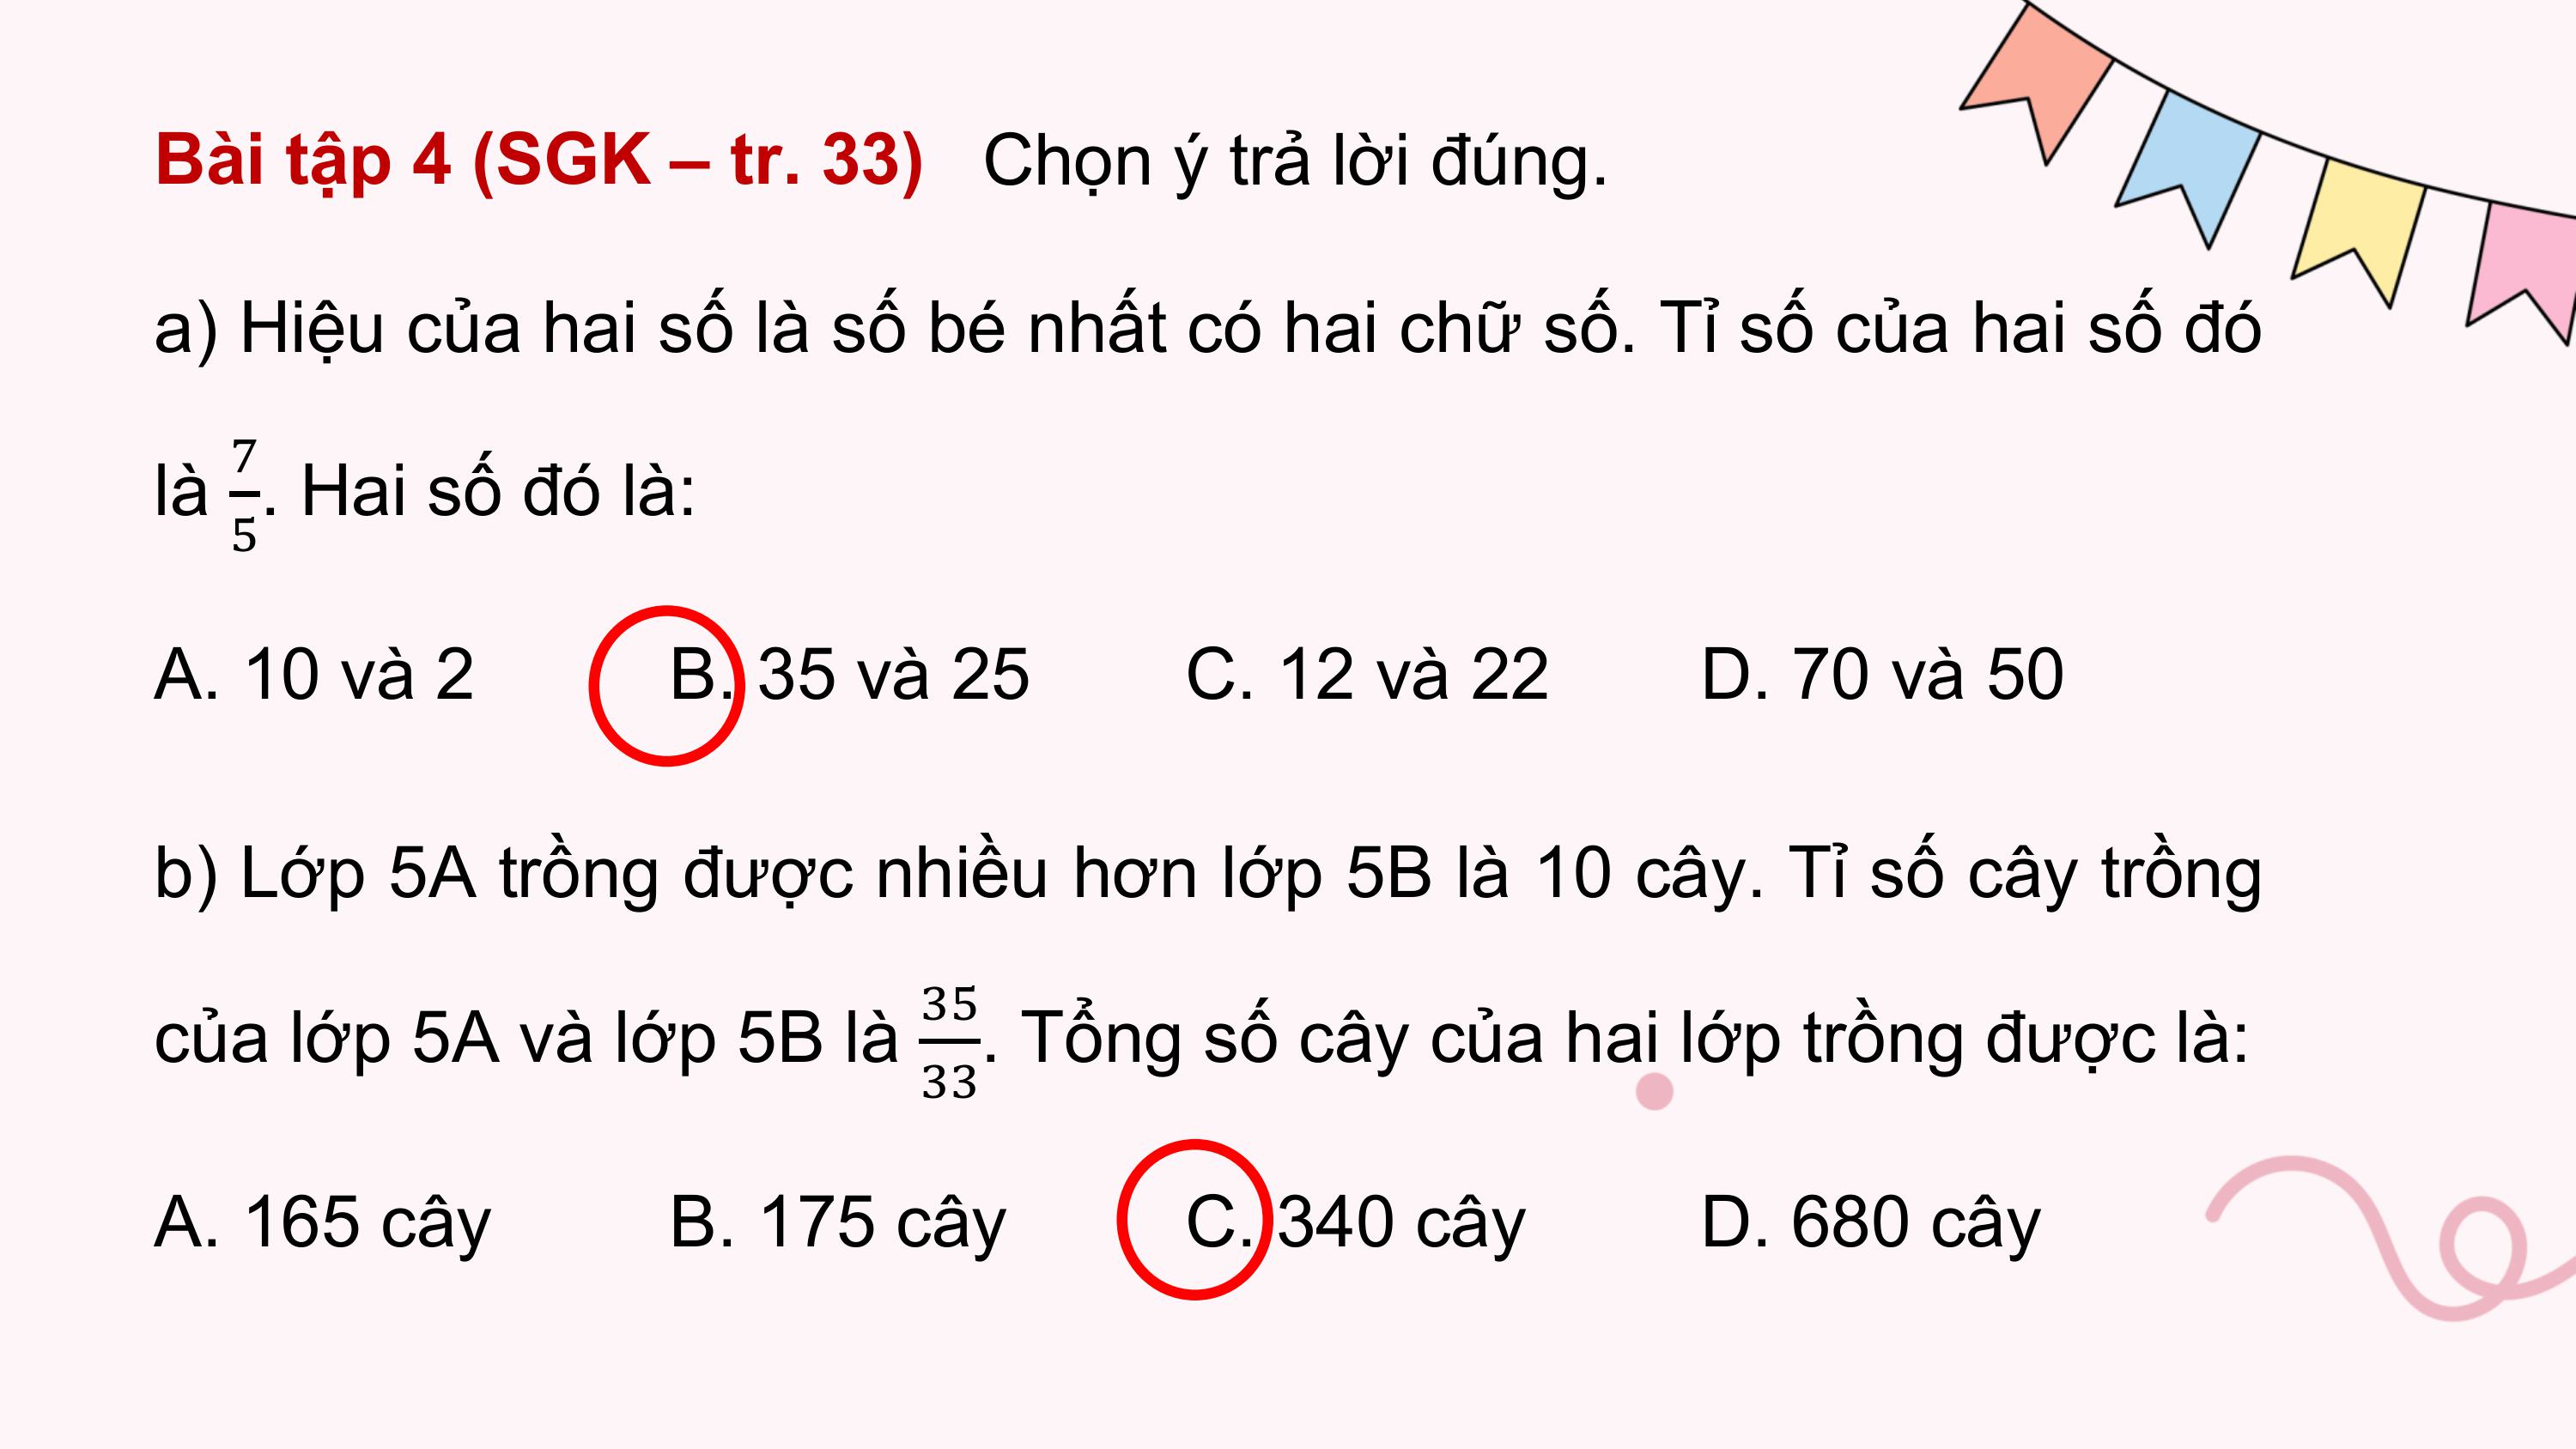 Bài tập 4 (SGK – tr. 33) Chọn ý trả lời đúng.
a) Hiệu của hai số là số bé nhất có hai chữ số. Tỉ số của hai số đó
là 7/5. Hai số đó là:
A. 10 và 2 B. 35 và 25 C. 12 và 22 D. 70 và 50
b) Lớp 5A trồng được nhiều hơn lớp 5B là 10 cây. Tỉ số cây trồng
của lớp 5A và lớp 5B là 35/33. Tổng số cây của hai lớp trồng được là:
A. 165 cây B. 175 cây C. 340 cây D. 680 cây